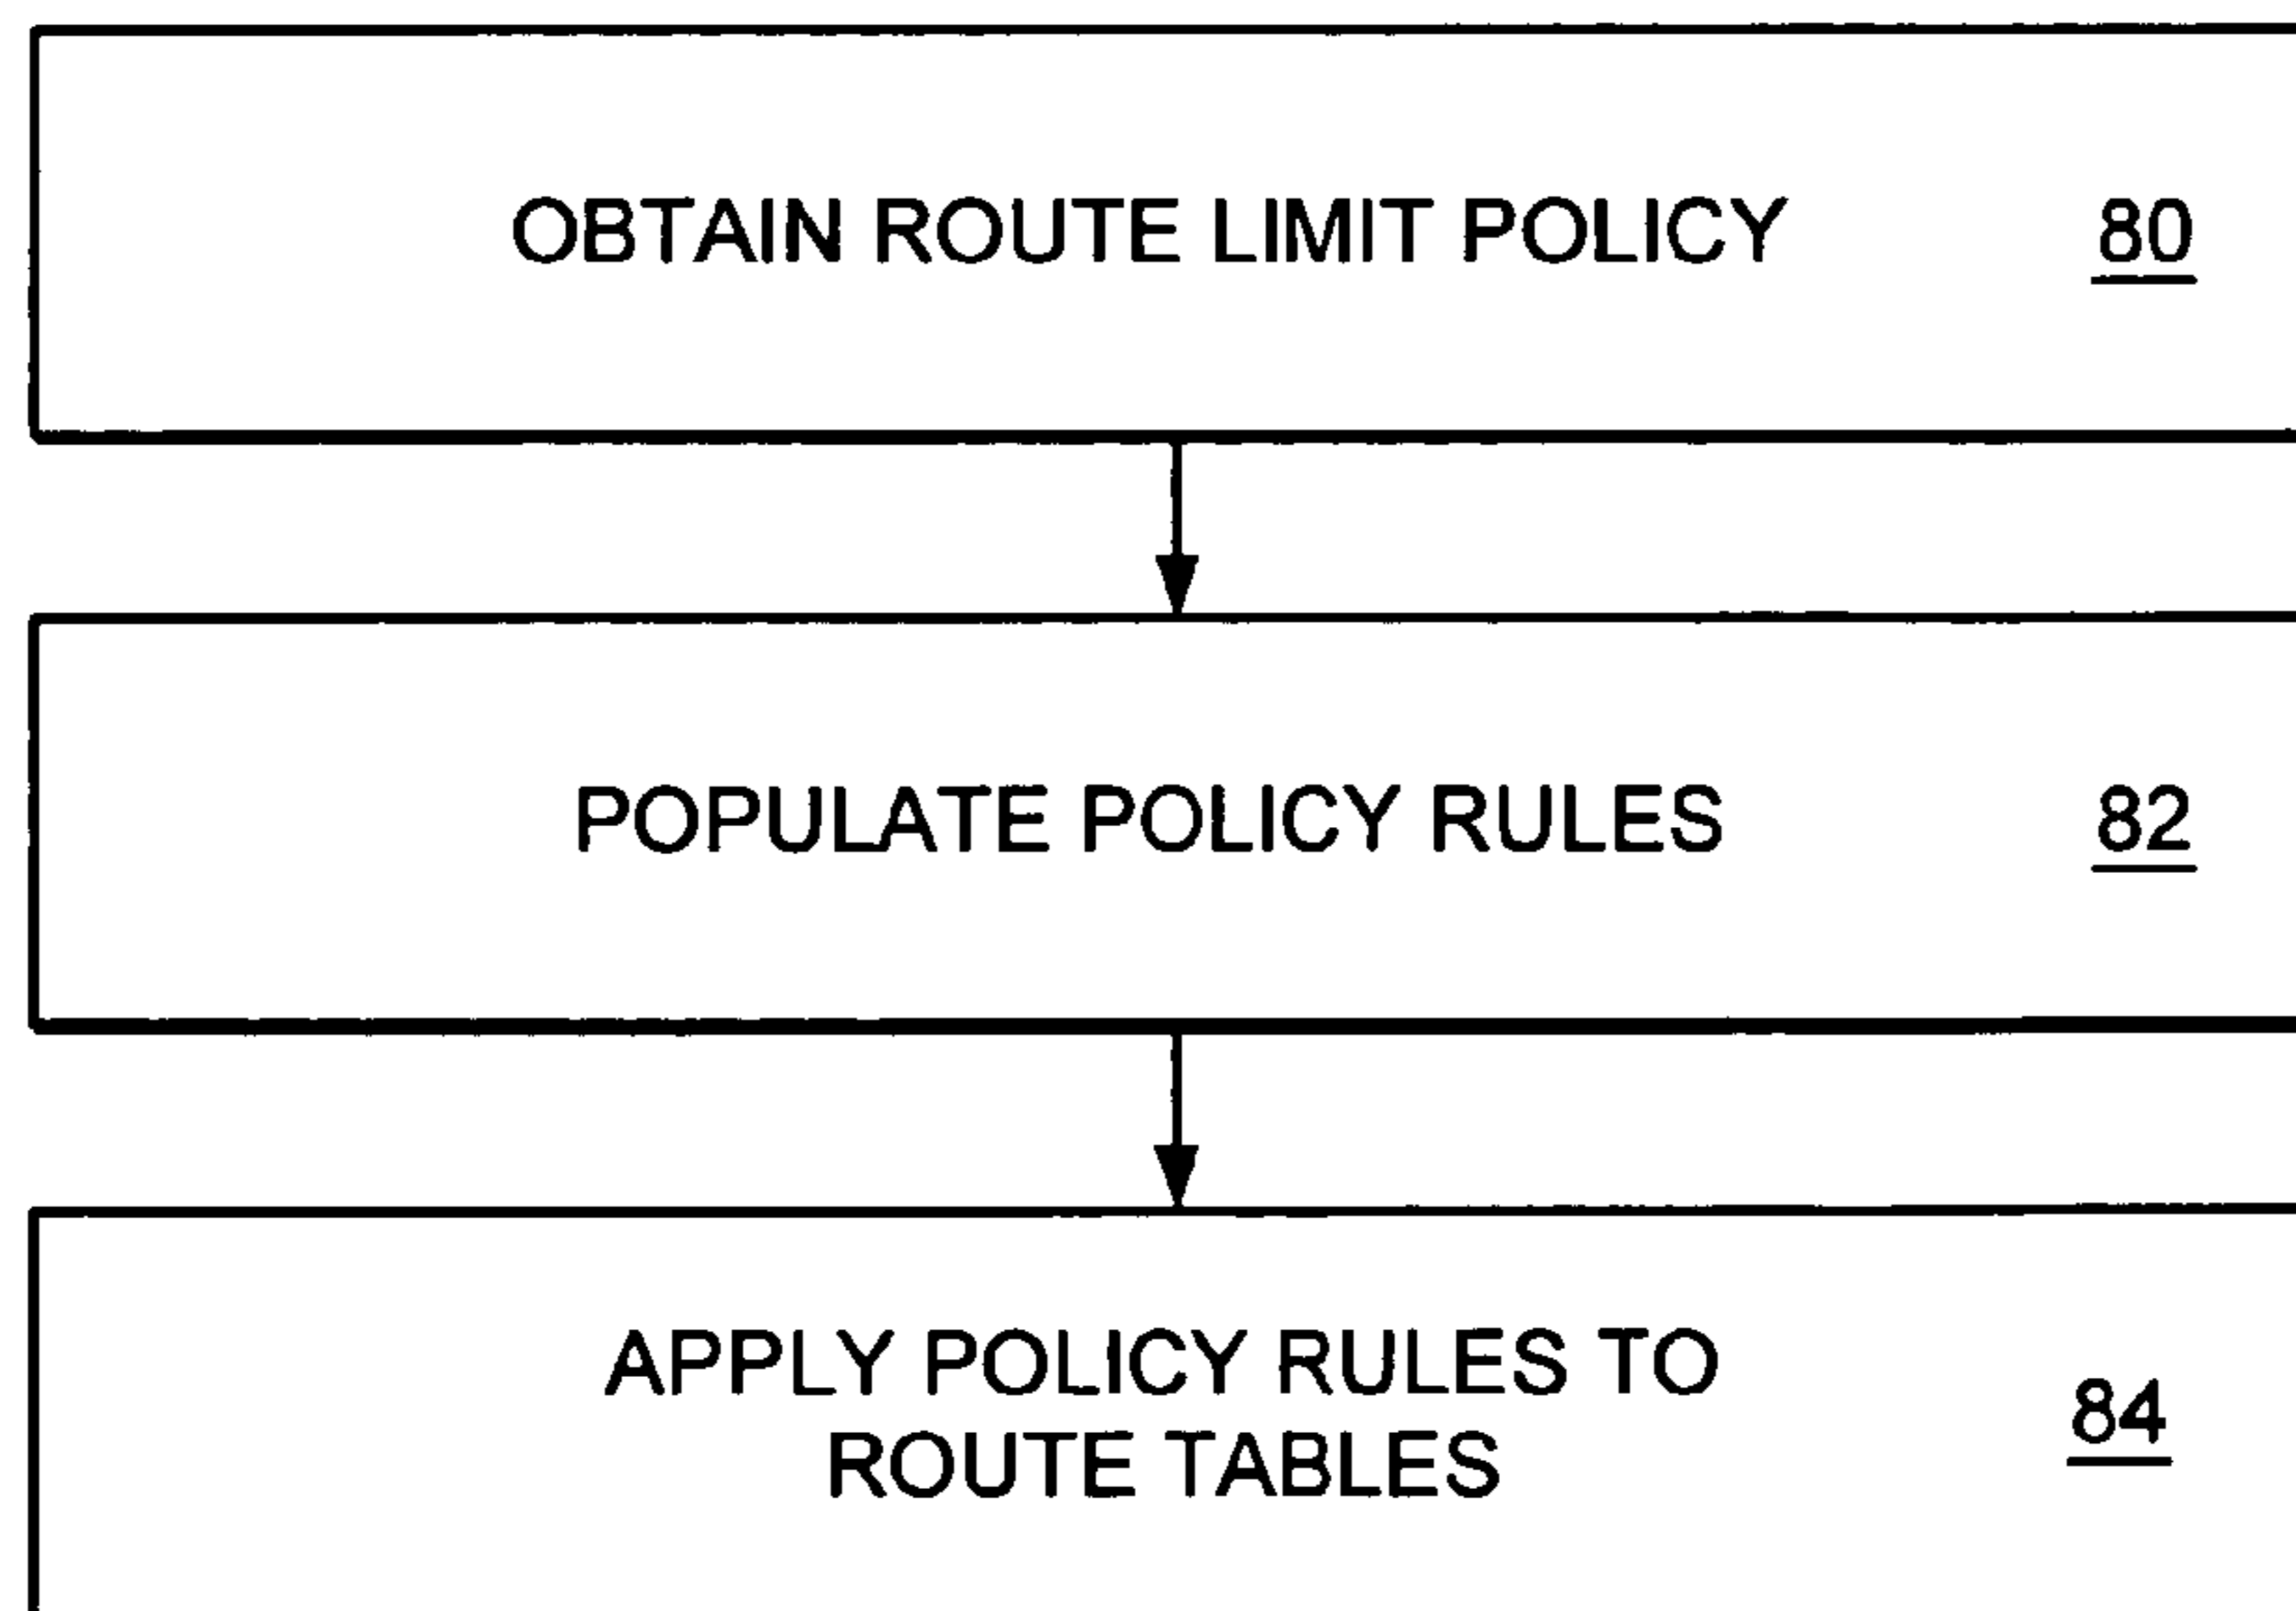 OBTAIN ROUTE LIMIT POLICY 80
POPULATE POLICY RULES 82
APPLY POLICY RULES TO
ROUTE TABLES
84